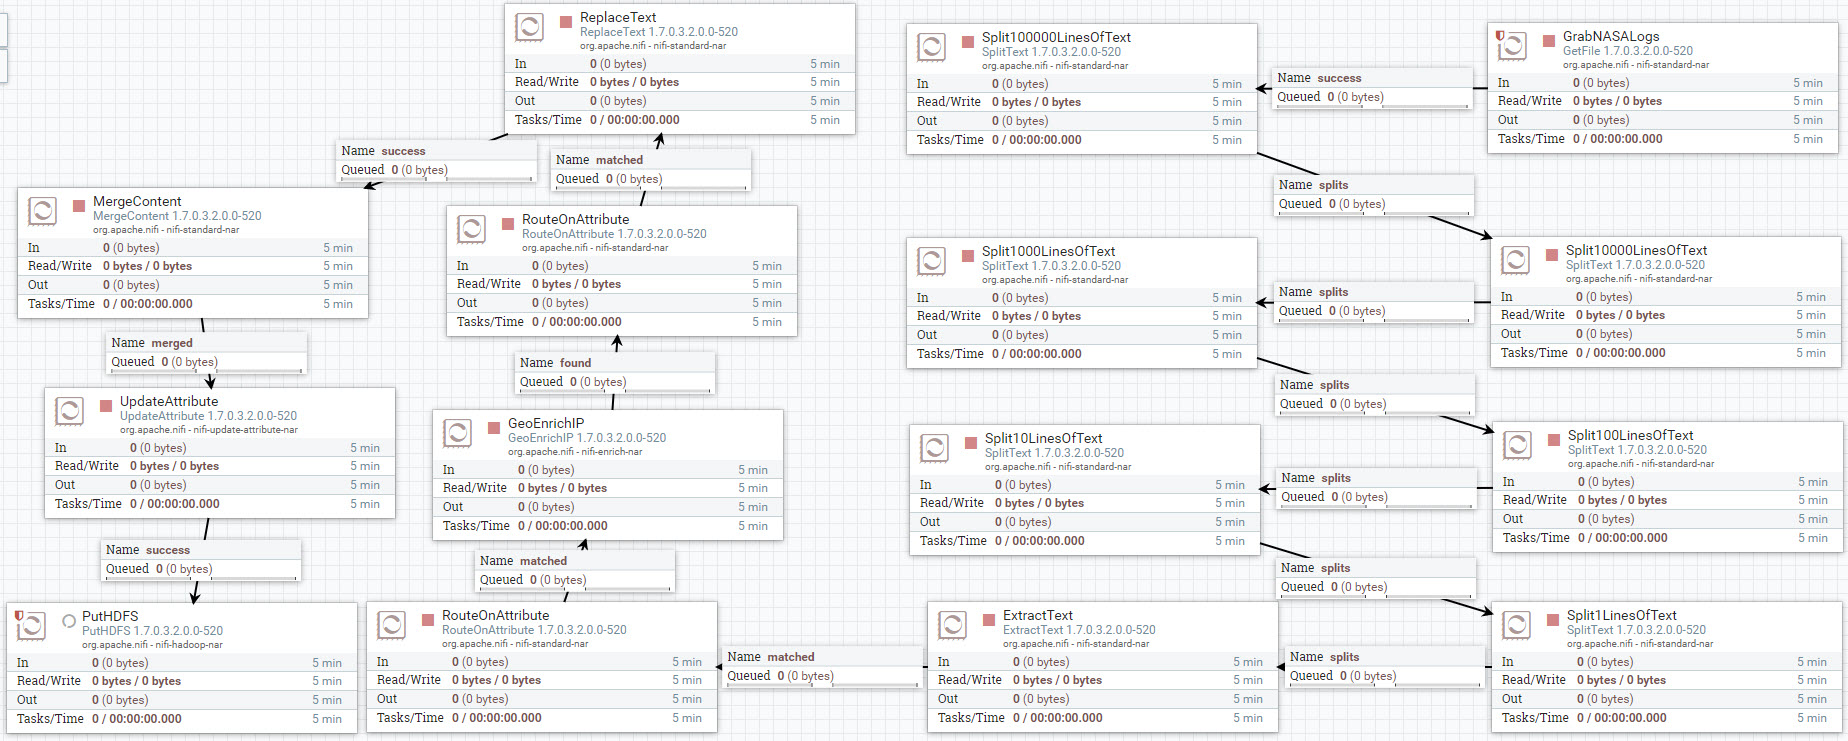 ReplaceText
ReplaceText 1.7.0.3.2.0.0-520
org.apache.nifi - nifi-standard-nar
In 0 (0 bytes) 5 min
Read/Write 0 bytes / 0 bytes 5 min
Out 0 (0 bytes) 5 min
Tasks/Time 0 / 00:00:00.000 5 min
Split100000LinesOfText
SplitText 1.7.0.3.2.0.0-520
org.apache.nifi - nifi-standard-nar
In 0 (0 bytes) 5 min
Read/Write 0 bytes / 0 bytes 5 min
Out 0 (0 bytes) 5 min
Tasks/Time 0 / 00:00:00.000 5 min
Name success
Queued 0 (0 bytes)
GrabNASALogs
GetFile 1.7.0.3.2.0.0-520
org.apache.nifi - nifi-standard-nar
In 0 (0 bytes) 5 min
Read/Write 0 bytes / 0 bytes 5 min
Out 0 (0 bytes) 5 min
Tasks/Time 0 / 00:00:00.000 5 min
Name success
Queued 0 (0 bytes)
Name matched
Queued 0 (0 bytes)
Name splits
Queued 0 (0 bytes)
MergeContent
MergeContent 1.7.0.3.2.0.0-520
org.apache.nifi - nifi-standard-nar
In 0 (0 bytes) 5 min
Read/Write 0 bytes / 0 bytes 5 min
Out 0 (0 bytes) 5 min
Tasks/Time 0 / 00:00:00.000 5 min
RouteOnAttribute
RouteOnAttribute 1.7.0.3.2.0.0-520
org.apache.nifi - nifi-standard-nar
In 0 (0 bytes) 5 min
Read/Write 0 bytes / 0 bytes 5 min
Out 0 (0 bytes) 5 min
Tasks/Time 0 / 00:00:00.000 5 min
Split1000LinesOfText
SplitText 1.7.0.3.2.0.0-520
org.apache.nifi - nifi-standard-nar
In 0 (0 bytes) 5 min
Read/Write 0 bytes / 0 bytes 5 min
Out 0 (0 bytes) 5 min
Tasks/Time 0 / 00:00:00.000 5 min
Name splits
Queued 0 (0 bytes)
Split10000LinesOfText
SplitText 1.7.0.3.2.0.0-520
org.apache.nifi - nifi-standard-nar
In 0 (0 bytes) 5 min
Read/Write 0 bytes / 0 bytes 5 min
Out 0 (0 bytes) 5 min
Tasks/Time 0 / 00:00:00.000 5 min
Name merged
Queued 0 (0 bytes)
Name found
Queued 0 (0 bytes)
Name splits
Queued 0 (0 bytes)
UpdateAttribute
UpdateAttribute 1.7.0.3.2.0.0-520
org.apache.nifi - nifi-update-attribute-nar
In 0 (0 bytes) 5 min
Read/Write 0 bytes / 0 bytes 5 min
Out 0 (0 bytes) 5 min
Tasks/Time 0 / 00:00:00.000 5 min
GeoEnrichIP
GeoEnrichIP 1.7.0.3.2.0.0-520
org.apache.nifi - nifi-enrich-nar
In 0 (0 bytes) 5 min
Read/Write 0 bytes / 0 bytes 5 min
Out 0 (0 bytes) 5 min
Tasks/Time 0 / 00:00:00.000 5 min
Split10LinesOfText
SplitText 1.7.0.3.2.0.0-520
org.apache.nifi - nifi-standard-nar
In 0 (0 bytes) 5 min
Read/Write 0 bytes / 0 bytes 5 min
Out 0 (0 bytes) 5 min
Tasks/Time 0 / 00:00:00.000 5 min
Name splits
Queued 0 (0 bytes)
Split100LinesOfText
SplitText 1.7.0.3.2.0.0-520
org.apache.nifi - nifi-standard-nar
In 0 (0 bytes) 5 min
Read/Write 0 bytes / 0 bytes 5 min
Out 0 (0 bytes) 5 min
Tasks/Time 0 / 00:00:00.000 5 min
Name success
Queued 0 (0 bytes)
Name matched
Queued 0 (0 bytes)
Name splits
Queued 0 (0 bytes)
PutHDFS
PutHDFS 1.7.0.3.2.0.0-520
org.apache.nifi - nifi-hadoop-nar
In 0 (0 bytes) 5 min
Read/Write 0 bytes / 0 bytes 5 min
Out 0 (0 bytes) 5 min
Tasks/Time 0 / 00:00:00.000 5 min
RouteOnAttribute
RouteOnAttribute 1.7.0.3.2.0.0-520
org.apache.nifi - nifi-standard-nar
In 0 (0 bytes) 5 min
Read/Write 0 bytes / 0 bytes 5 min
Out 0 (0 bytes) 5 min
Tasks/Time 0 / 00:00:00.000 5 min
Name matched
Queued 0 (0 bytes)
ExtractText
ExtractText 1.7.0.3.2.0.0-520
org.apache.nifi - nifi-standard-nar
In 0 (0 bytes) 5 min
Read/Write 0 bytes / 0 bytes 5 min
Out 0 (0 bytes) 5 min
Tasks/Time 0 / 00:00:00.000 5 min
Name splits
Queued 0 (0 bytes)
Split1LinesOfText
SplitText 1.7.0.3.2.0.0-520
org.apache.nifi - nifi-standard-nar
In 0 (0 bytes) 5 min
Read/Write 0 bytes / 0 bytes 5 min
Out 0 (0 bytes) 5 min
Tasks/Time 0 / 00:00:00.000 5 min